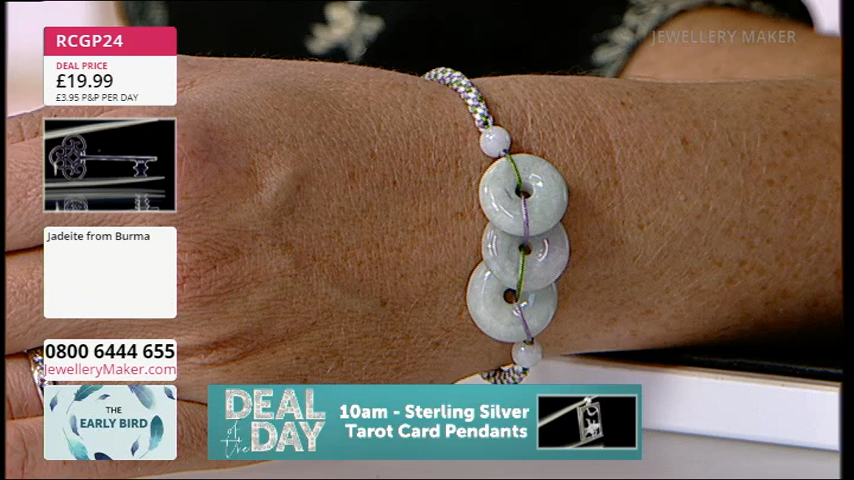 RCGP24
DEAL PRICE
£19.99
£3.95 P&P PER DAY
JEWELLERY MAKER
Jadeite from Burma
0800 6444 655
JewelleryMaker.com
THE
EARLY BIRD
DEAL
of the
DAY
10am - Sterling Silver
Tarot Card Pendants